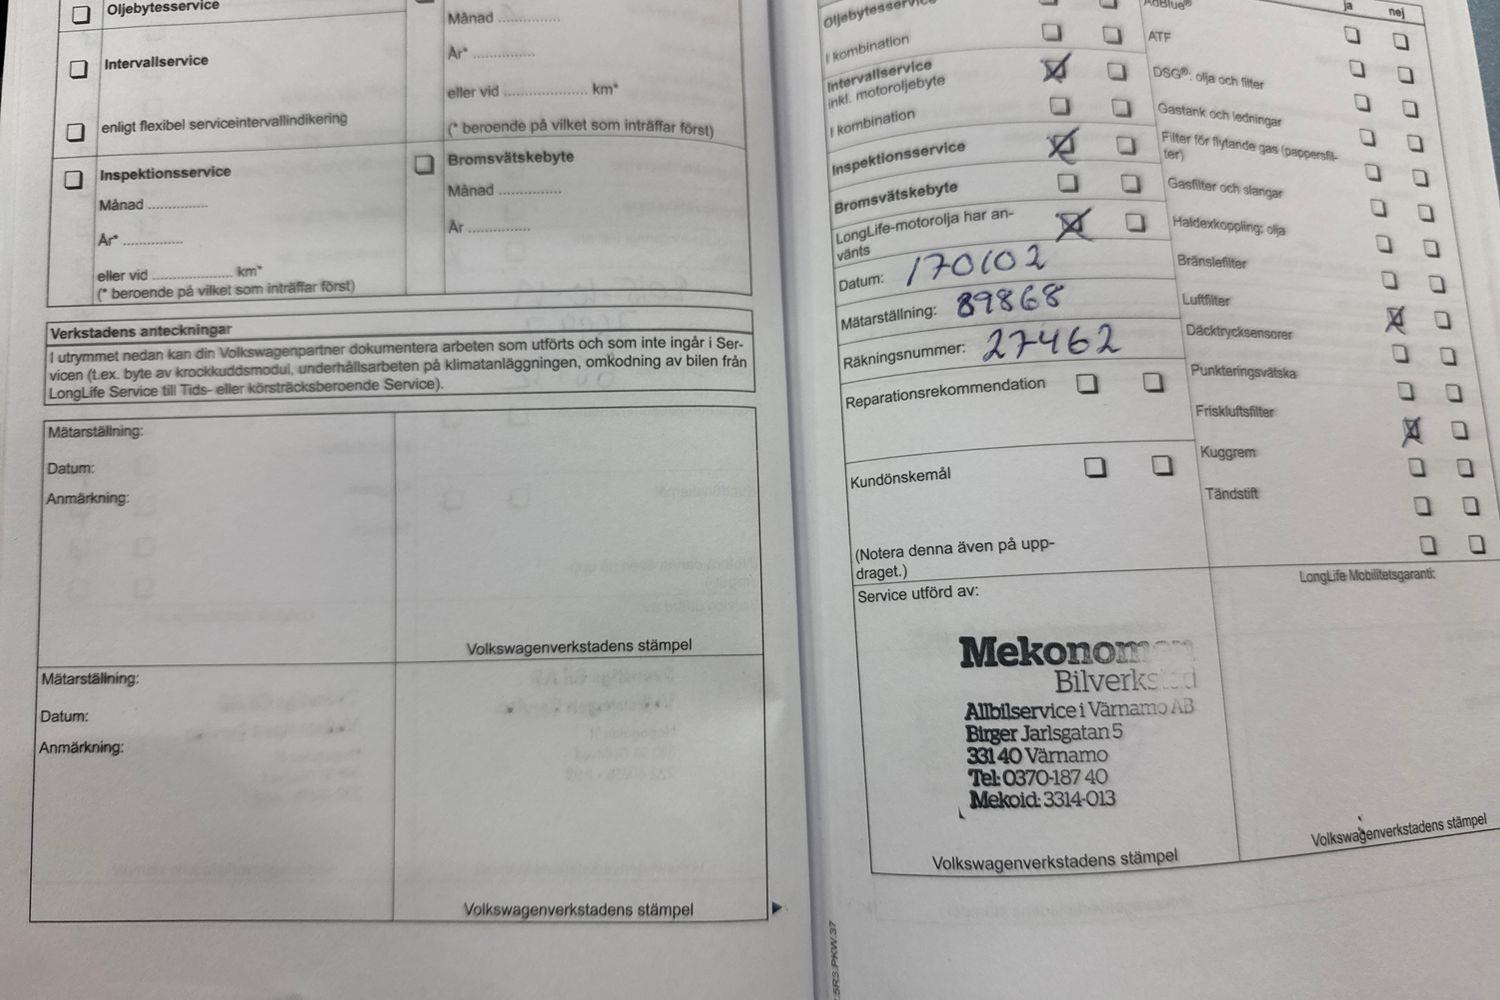 Oljebytesservice
Intervallservice
enligt flexibel serviceintervallindikering
Inspektionsservice
Månad ...............
År* ...............
eller vid .................... km*
(* beroende på vilket som inträffar först)
Månad ...............
År* ...............
eller vid ..................... km*
(* beroende på vilket som inträffar först)
Bromsvätskebyte
Månad ...............
År ...............
Verkstadens anteckningar
I utrymmet nedan kan din Volkswagenpartner dokumentera arbeten som utförts och som inte ingår i Ser-
vicen (t.ex. byte av krockkuddsmodul, underhållsarbeten på klimatanläggningen, omkodning av bilen från
LongLife Service till Tids- eller körsträcksberoende Service).
Mätarställning:
Datum:
Anmärkning:
Volkswagenverkstadens stämpel
Mätarställning:
Datum:
Anmärkning:
Volkswagenverkstadens stämpel
Oljebytesservice
I kombination
Intervallservice
inkl. motoroljebyte
I kombination
Inspektionsservice
Bromsvätskebyte
LongLife-motorolja har an-
vänts
Datum: 170102
Mätarställning: 89868
Räkningsnummer: 27462
Reparationsrekommendation
Kundönskemål
(Notera denna även på upp-
draget.)
ja nej
AdBlue®
ATF
DSG®: olja och filter
Gastank och ledningar
Filter för flytande gas (pappersfil-
ter)
Gasfilter och slangar
Haldexkoppling: olja
Bränslefilter
Luftfilter
Däcktrycksensorer
Punkteringsvätska
Friskluftsfilter
Kuggrem
Tändstift
Service utförd av:
Mekonomen
Bilverkstad
Allbilservice i Värnamo AB
Birger Jarlsgatan 5
331 40 Värnamo
Tel: 0370-187 40
Mekoid: 3314-013
Volkswagenverkstadens stämpel
LongLife Mobilitetsgaranti:
Volkswagenverkstadens stämpel